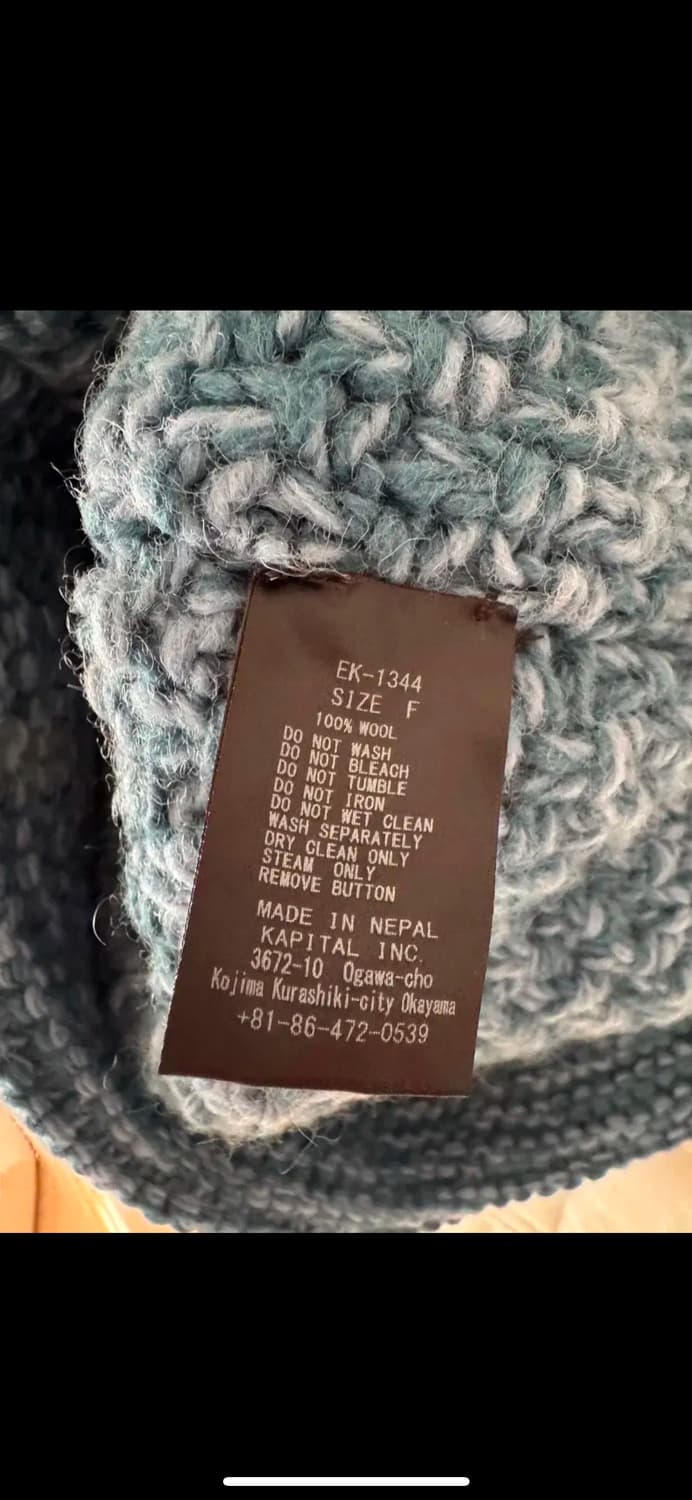 EK-1344
SIZE F
100% WOOL
DO NOT WASH
DO NOT BLEACH
DO NOT TUMBLE
DO NOT IRON
DO NOT WET CLEAN
WASH SEPARATELY
DRY CLEAN ONLY
STEAM ONLY
REMOVE BUTTON
MADE IN NEPAL
KAPITAL INC.
3672-10 Ogawa-cho
Kojima Kurashiki-city Okayama
+81-86-472-0539